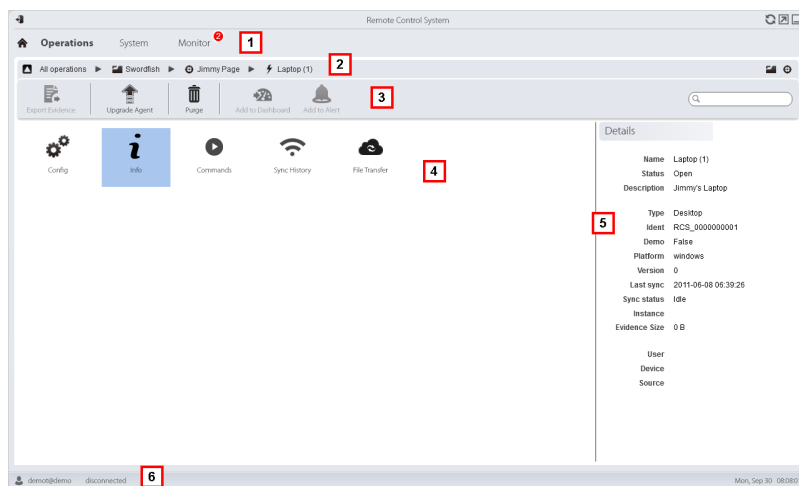 Remote Control System
Operations System Monitor 2 1
All operations Swordfish Jimmy Page Laptop (1) 2
Export Evidence Upgrade Agent Purge Add to Dashboard Add to Alert 3
Details
Config Info Commands Sync History File Transfer 4
Name Laptop (1)
Status Open
Description Jimmy's Laptop
5
Type Desktop
Ident RCS_0000000001
Demo False
Platform windows
Version 0
Last sync 2011-06-08 06:39:26
Sync status Idle
Instance
Evidence Size 0 B
User
Device
Source
demot@demo disconnected 6 Mon, Sep 30 08:08:0